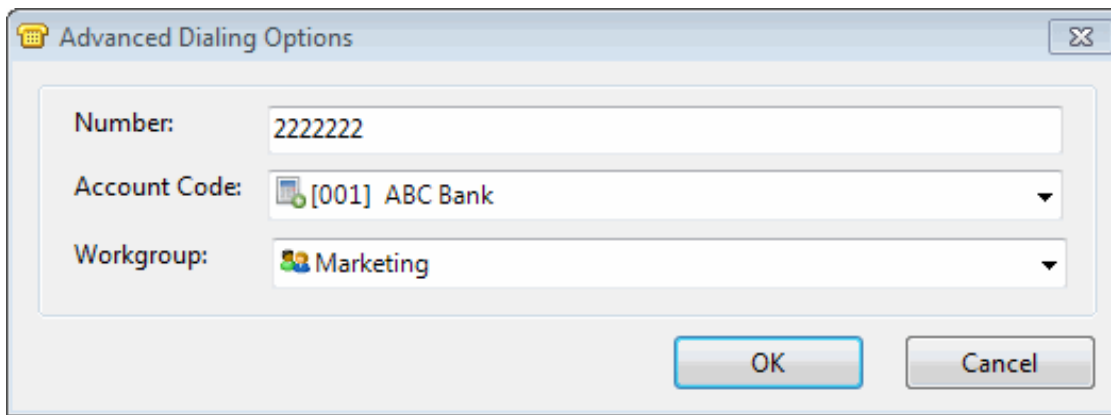 Advanced Dialing Options
Number: 2222222
Account Code: [001] ABC Bank
Workgroup: Marketing
OK Cancel